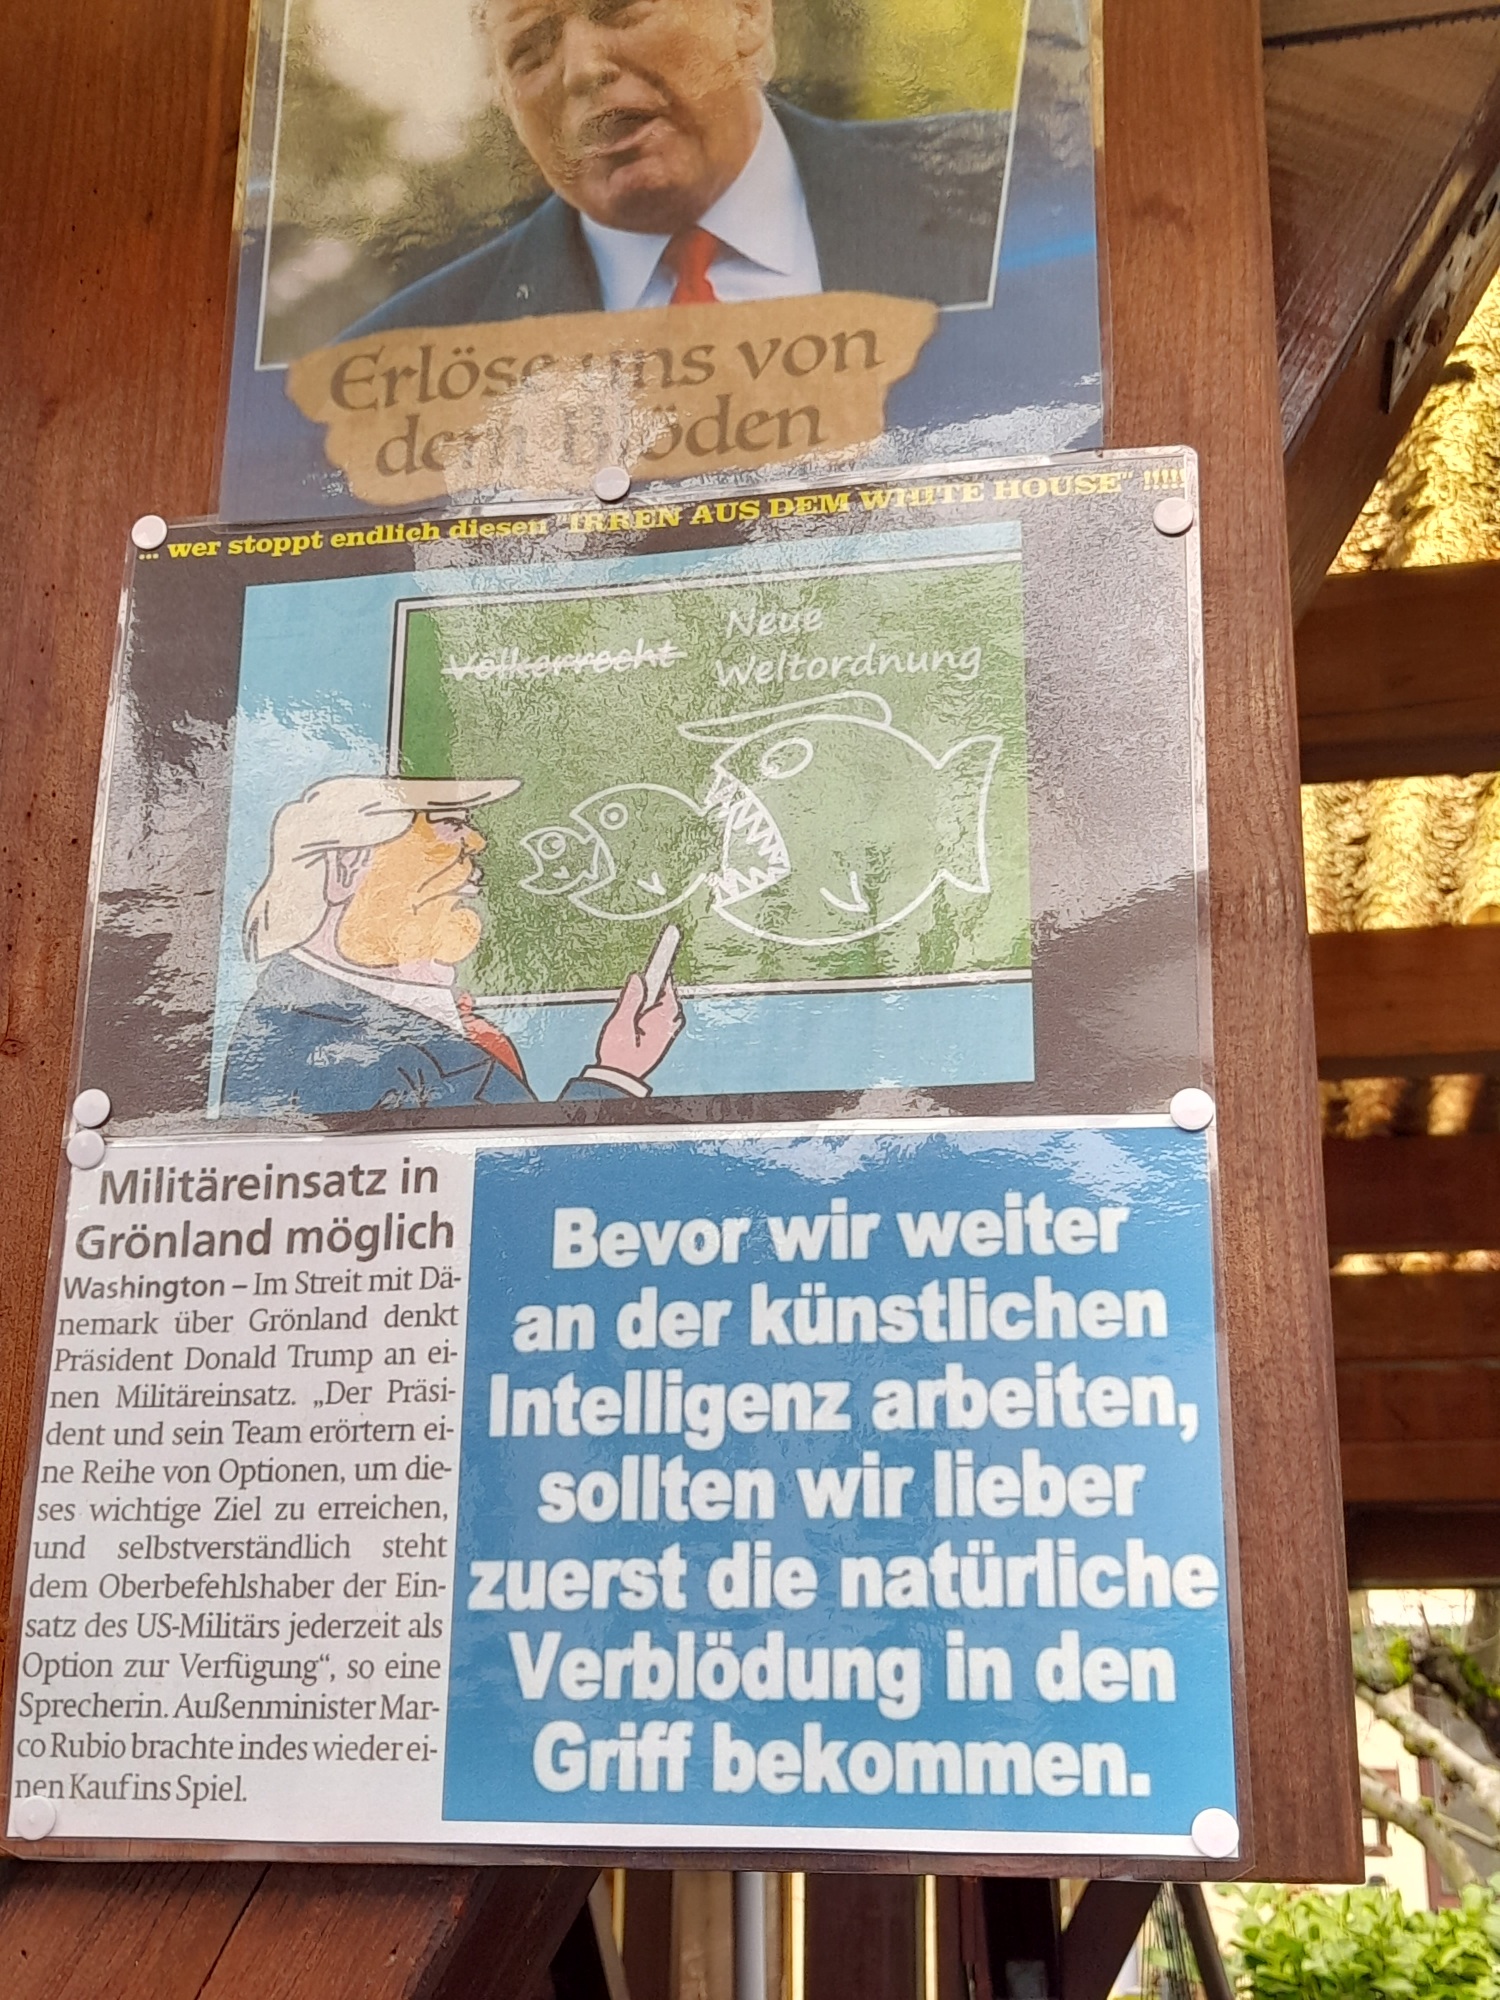 Erlöse uns von
dem Blöden
... wer stoppt endlich diesen "IRREN AUS DEM WHITE HOUSE" !!!!!
Völkerrecht
Neue
Weltordnung
Militäreinsatz in
Grönland möglich
Washington – Im Streit mit Dä-
nemark über Grönland denkt
Präsident Donald Trump an ei-
nen Militäreinsatz. „Der Präsi-
dent und sein Team erörtern ei-
ne Reihe von Optionen, um die-
ses wichtige Ziel zu erreichen,
und selbstverständlich steht
dem Oberbefehlshaber der Ein-
satz des US-Militärs jederzeit als
Option zur Verfügung“, so eine
Sprecherin. Außenminister Mar-
co Rubio brachte indes wieder ei-
nen Kauf ins Spiel.
Bevor wir weiter
an der künstlichen
Intelligenz arbeiten,
sollten wir lieber
zuerst die natürliche
Verblödung in den
Griff bekommen.